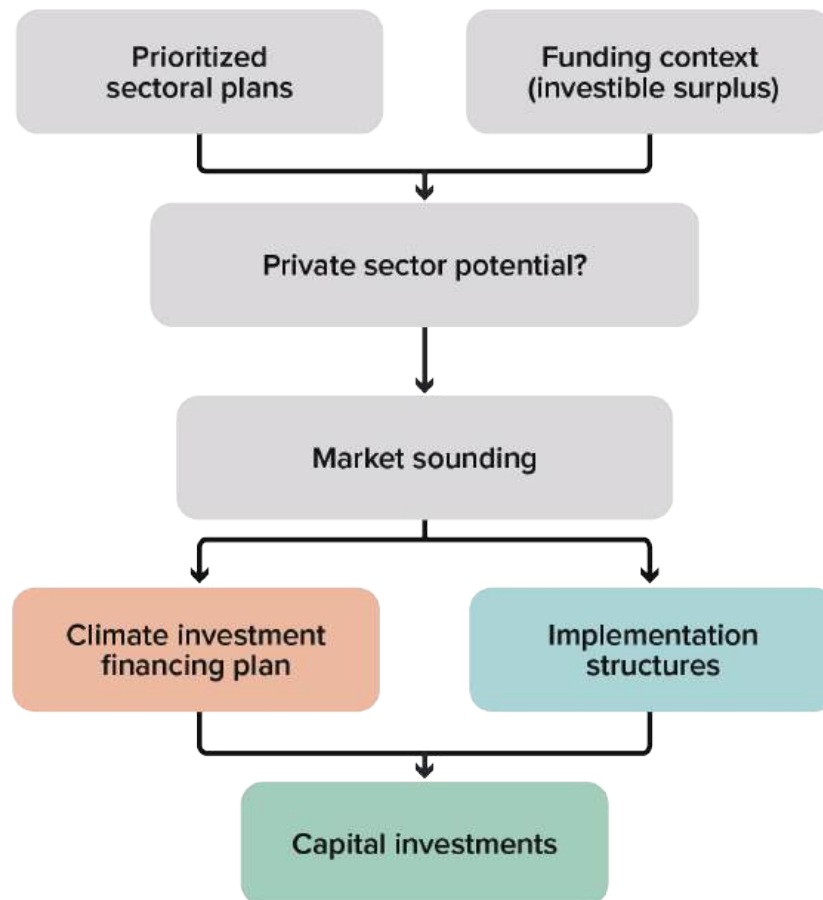 Prioritized
sectoral plans
Funding context
(investible surplus)
Private sector potential?
Market sounding
Climate investment
financing plan
Implementation
structures
Capital investments